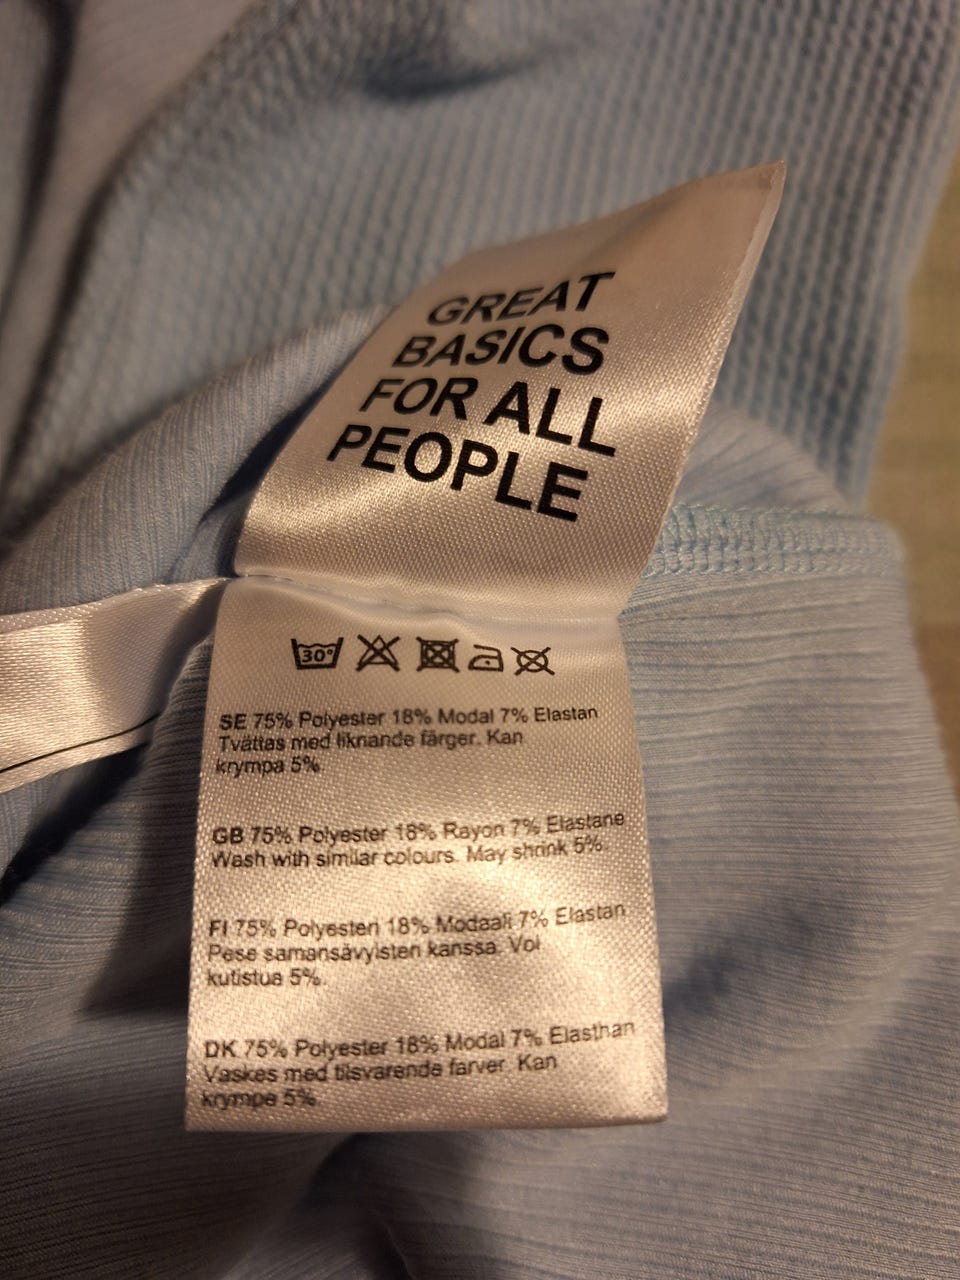 GREAT
BASICS
FOR ALL
PEOPLE
30°
SE 75% Polyester 18% Modal 7% Elastan
Tvättas med liknande färger. Kan
krympa 5%.
GB 75% Polyester 18% Rayon 7% Elastane
Wash with similar colours. May shrink 5%.
FI 75% Polyesteri 18% Modaali 7% Elastan
Pese samansävyisten kanssa. Voi
kutistua 5%.
DK 75% Polyester 18% Modal 7% Elasthan
Vaskes med tilsvarende farver. Kan
krympe 5%.